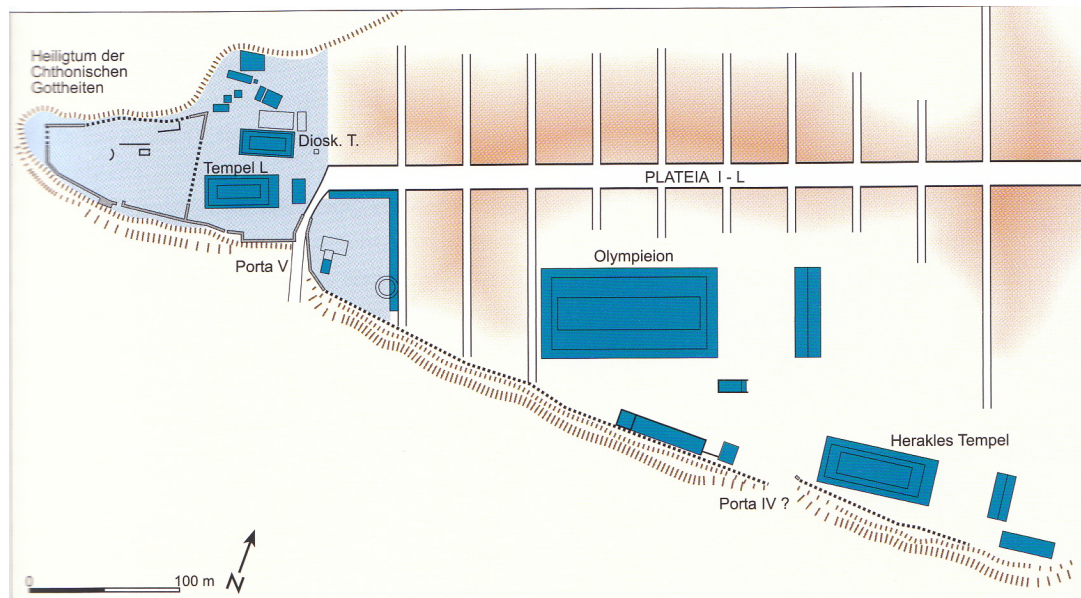 Heiligtum der
Chthonischen
Gottheiten
Diosk. T.
Tempel L
PLATEIA I - L
Porta V
Olympieion
Herakles Tempel
Porta IV ?
N
0 100 m